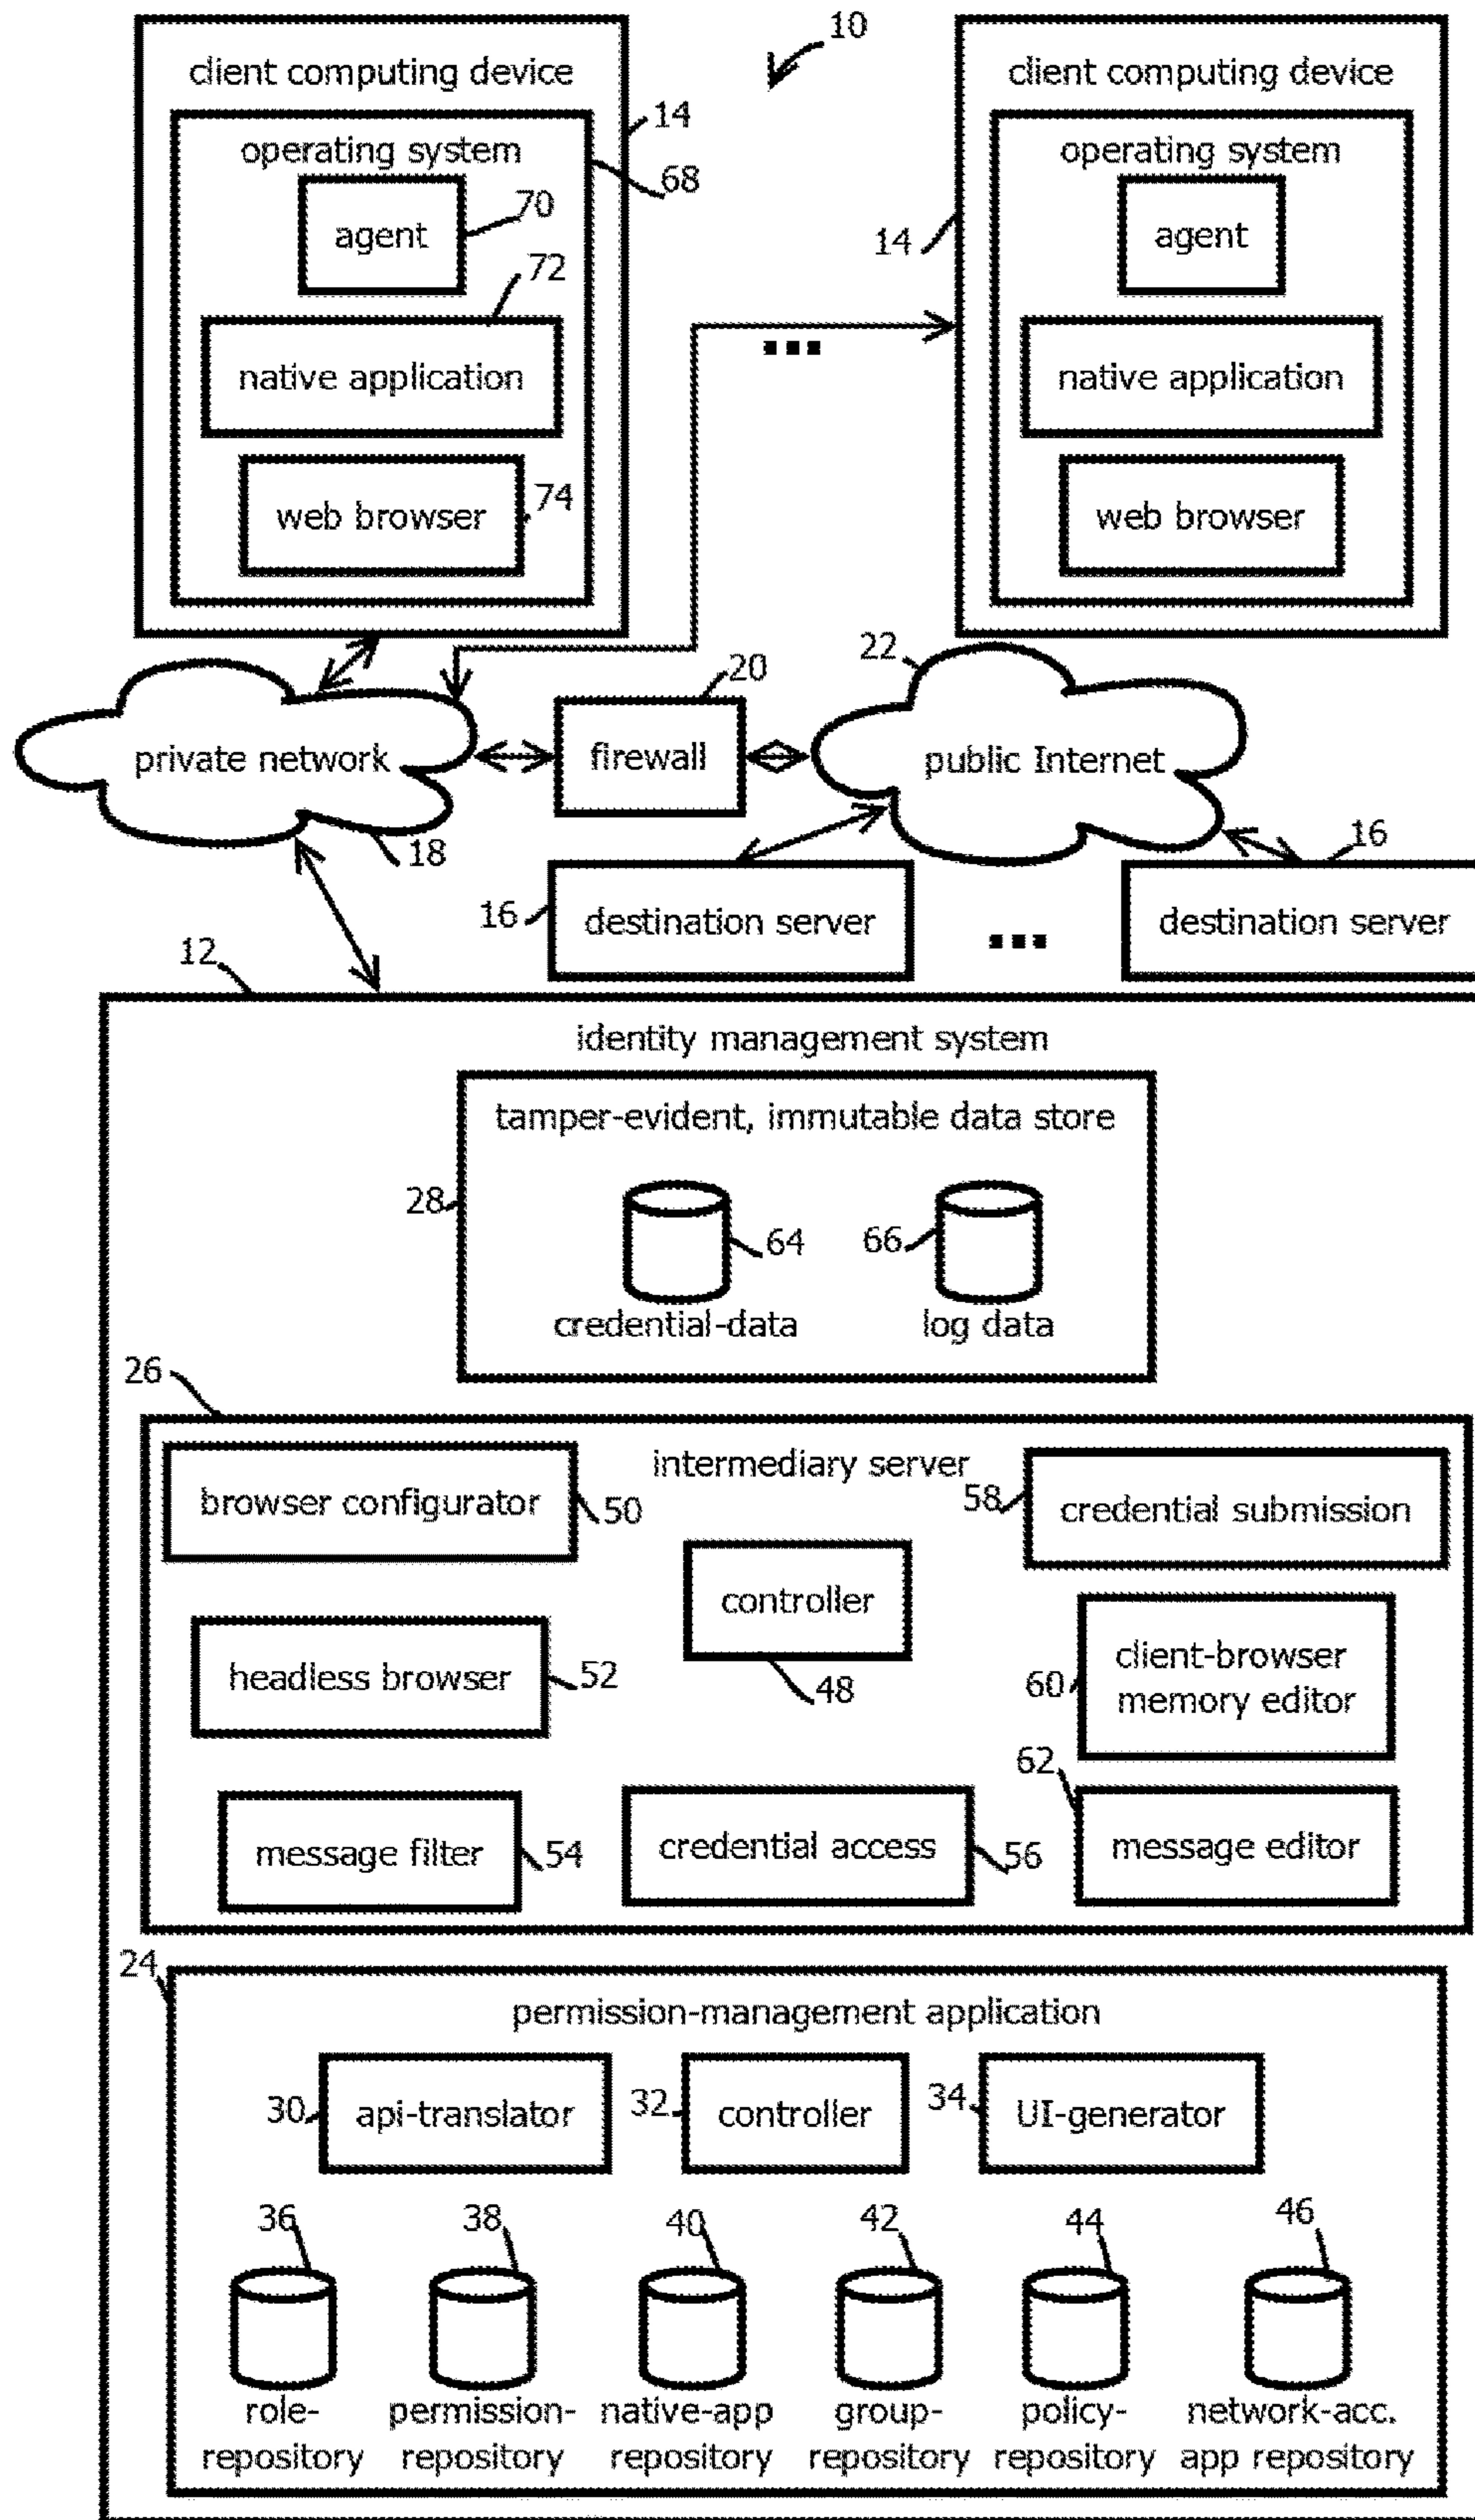 10
client computing device
client computing device
14
operating system
operating system
68
agent
70
agent
14
72
native application
...
native application
web browser
74
web browser
22
20
private network
firewall
public Internet
18
16
16
destination server
...
destination server
12
identity management system
tamper-evident, immutable data store
28
64
66
credential-data
log data
26
intermediary server
browser configurator
50
58
credential submission
controller
48
headless browser
52
60
client-browser
memory editor
62
message filter
54
credential access
56
message editor
24
permission-management application
30
api-translator
32
controller
34
UI-generator
36
38
40
42
44
46
role-
repository
permission-
repository
native-app
repository
group-
repository
policy-
repository
network-acc.
app repository